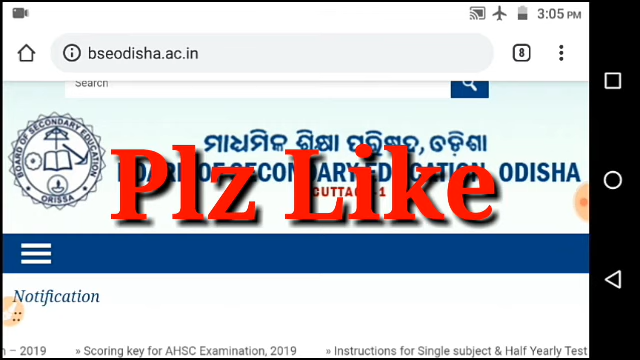 3:05 PM
bseodisha.ac.in
8
Search
BOARD OF SECONDARY EDUCATION
ORISSA
ମାଧ୍ୟମିକ ଶିକ୍ଷା ପରିଷଦ, ଓଡ଼ିଶା
BOARD OF SECONDARY EDUCATION, ODISHA
CUTTACK-1
Plz Like
Notification
– 2019 » Scoring key for AHSC Examination, 2019 » Instructions for Single subject & Half Yearly Test